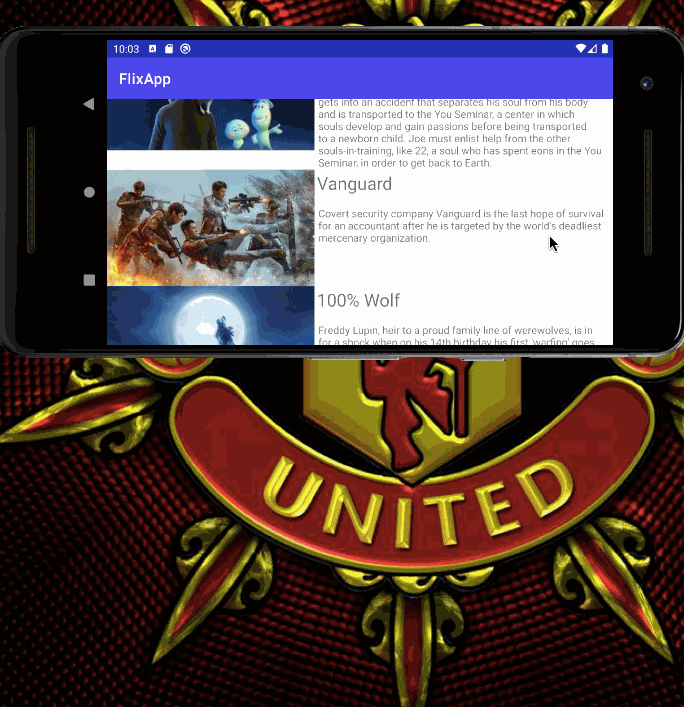 10:03
FlixApp
gets into an accident that separates his soul from his body
and is transported to the You Seminar, a center in which
souls develop and gain passions before being transported
to a newborn child. Joe must enlist help from the other
souls-in-training, like 22, a soul who has spent eons in the You
Seminar, in order to get back to Earth.
Vanguard
Covert security company Vanguard is the last hope of survival
for an accountant after he is targeted by the world's deadliest
mercenary organization.
100% Wolf
Freddy Lupin, heir to a proud family line of werewolves, is in
for a shock when on his 14th birthday his first 'warfing' goes
UNITED